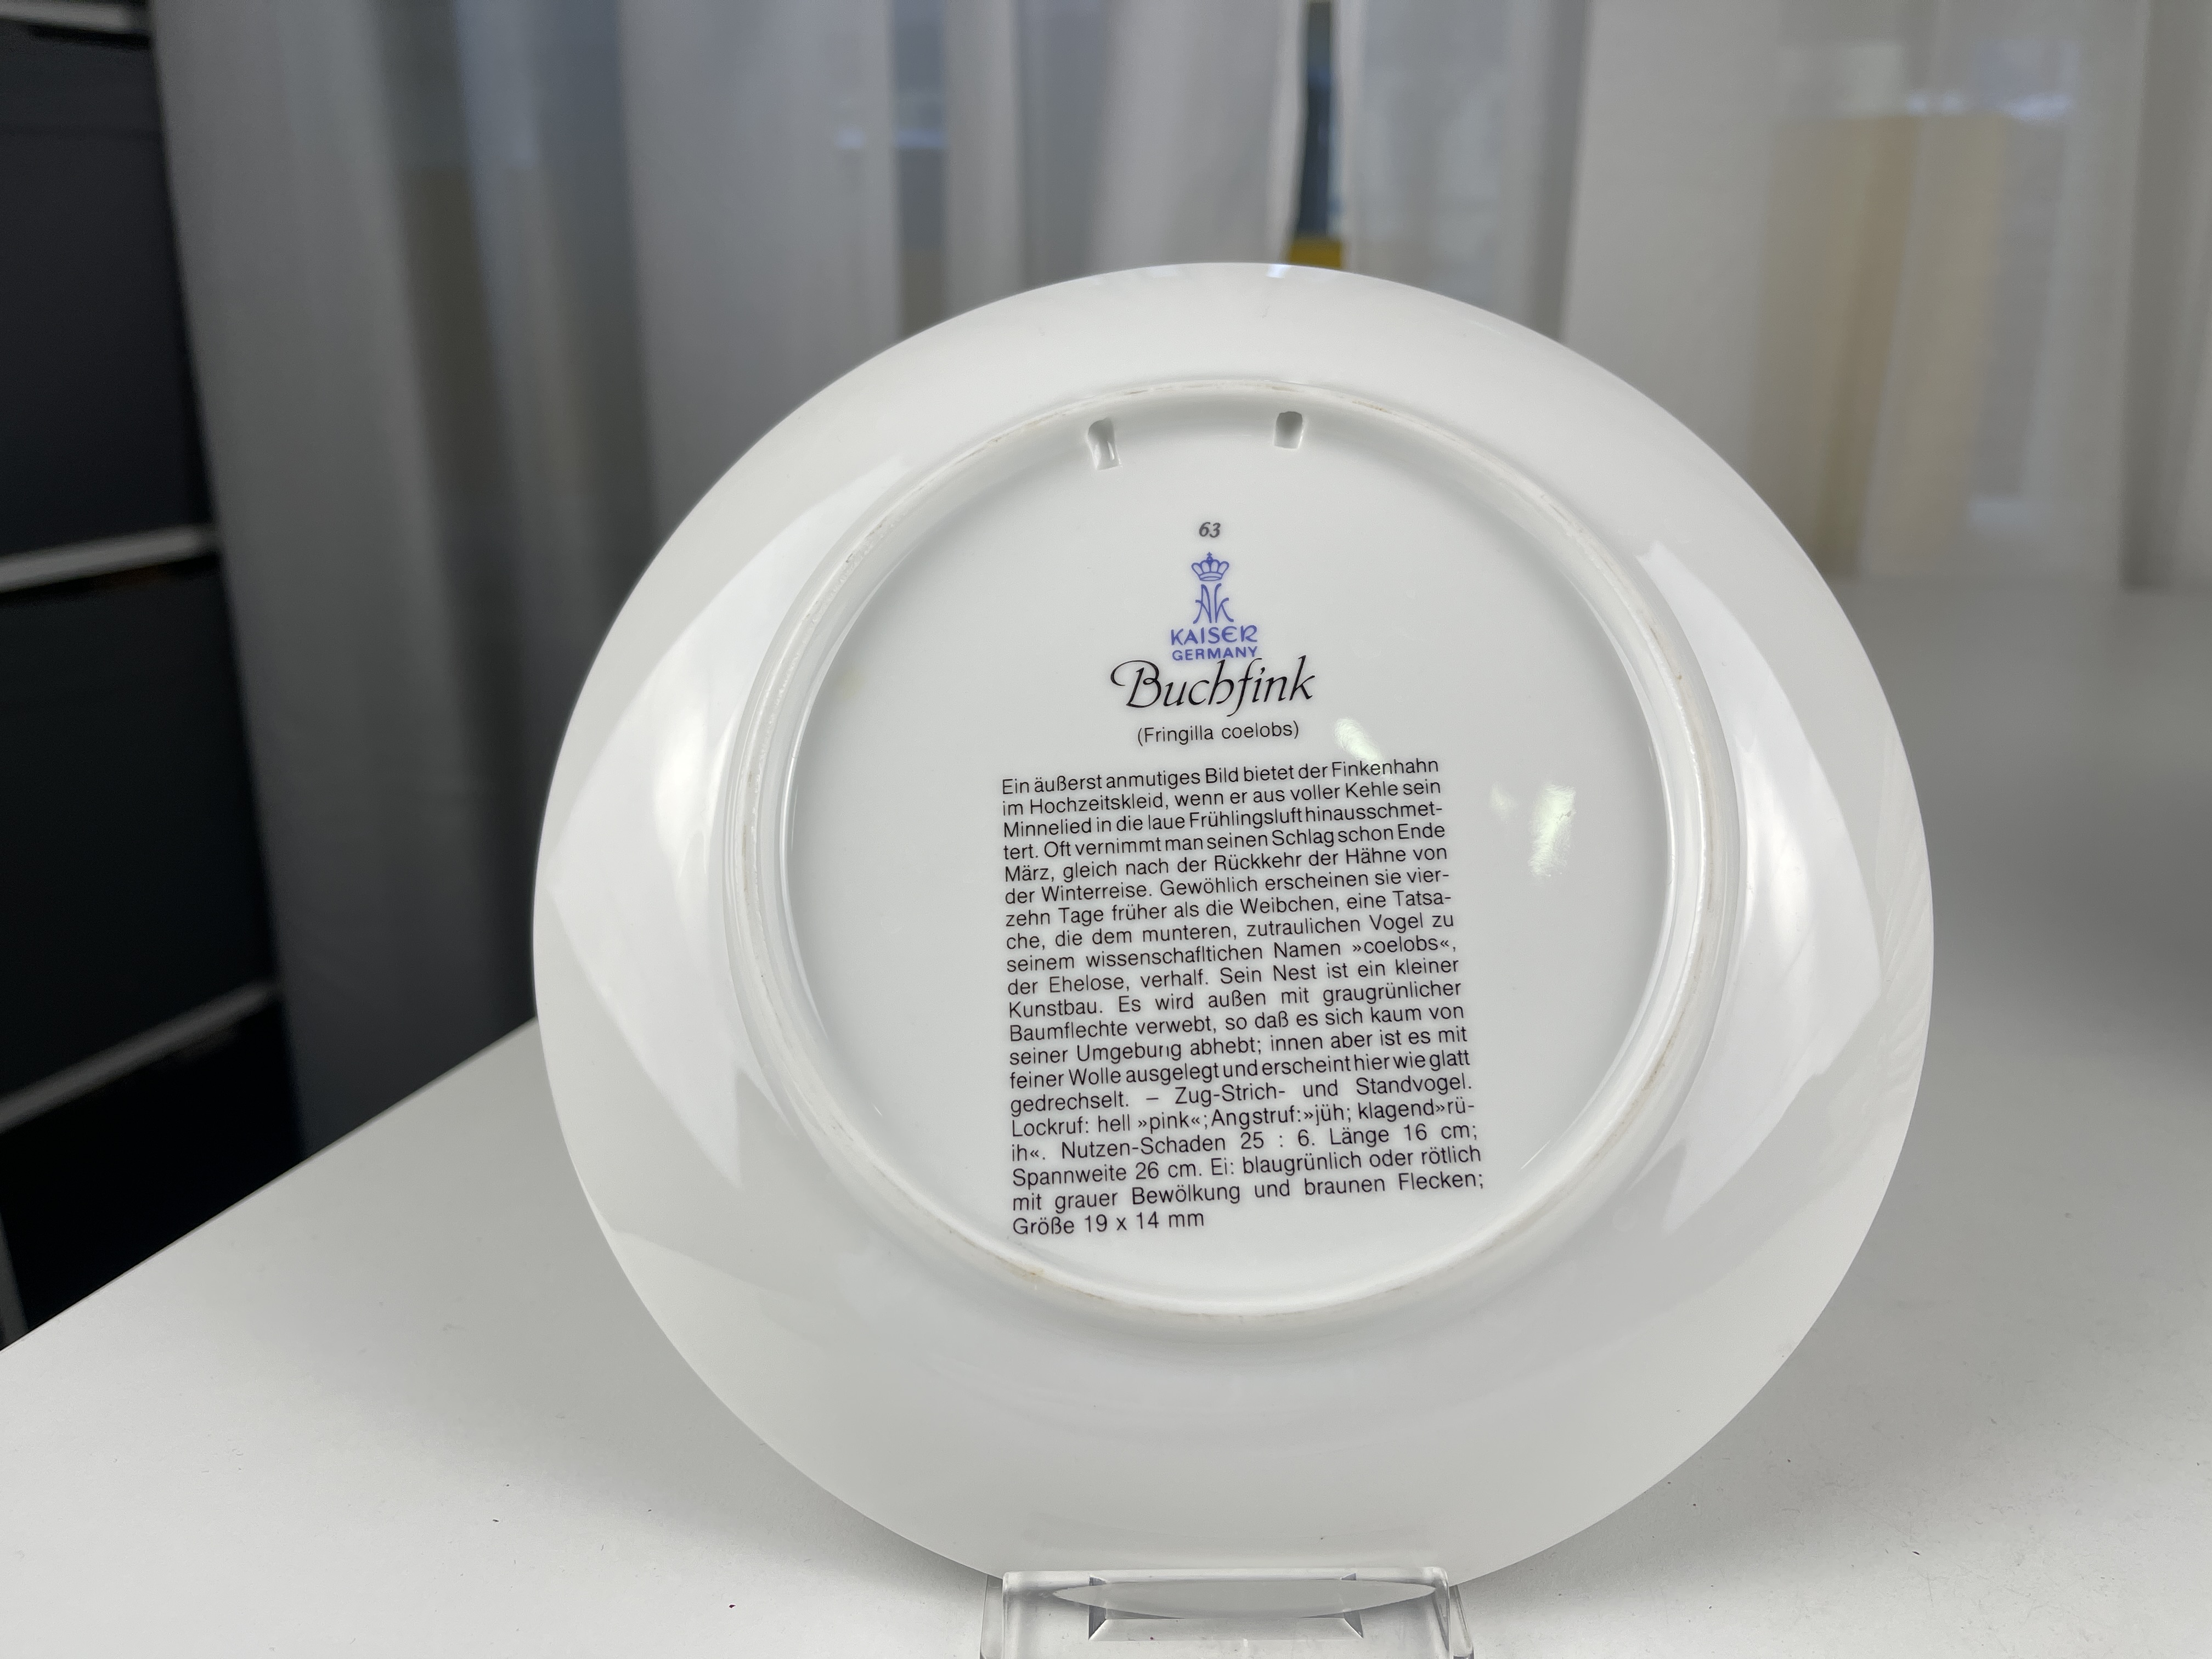 63
AK
KAISER
GERMANY
Buchfink
(Fringilla coelobs)
Ein äußerst anmutiges Bild bietet der Finkenhahn
im Hochzeitskleid, wenn er aus voller Kehle sein
Minnelied in die laue Frühlingsluft hinausschmet-
tert. Oft vernimmt man seinen Schlag schon Ende
März, gleich nach der Rückkehr der Hähne von
der Winterreise. Gewöhlich erscheinen sie vier-
zehn Tage früher als die Weibchen, eine Tatsa-
che, die dem munteren, zutraulichen Vogel zu
seinem wissenschafltichen Namen »coelobs«,
der Ehelose, verhalf. Sein Nest ist ein kleiner
Kunstbau. Es wird außen mit graugrünlicher
Baumflechte verwebt, so daß es sich kaum von
seiner Umgebung abhebt; innen aber ist es mit
feiner Wolle ausgelegt und erscheint hier wie glatt
gedrechselt. – Zug-Strich- und Standvogel.
Lockruf: hell »pink«; Angstruf: »jüh; klagend »rü-
ih«. Nutzen-Schaden 25 : 6. Länge 16 cm;
Spannweite 26 cm. Ei: blaugrünlich oder rötlich
mit grauer Bewölkung und braunen Flecken;
Größe 19 x 14 mm